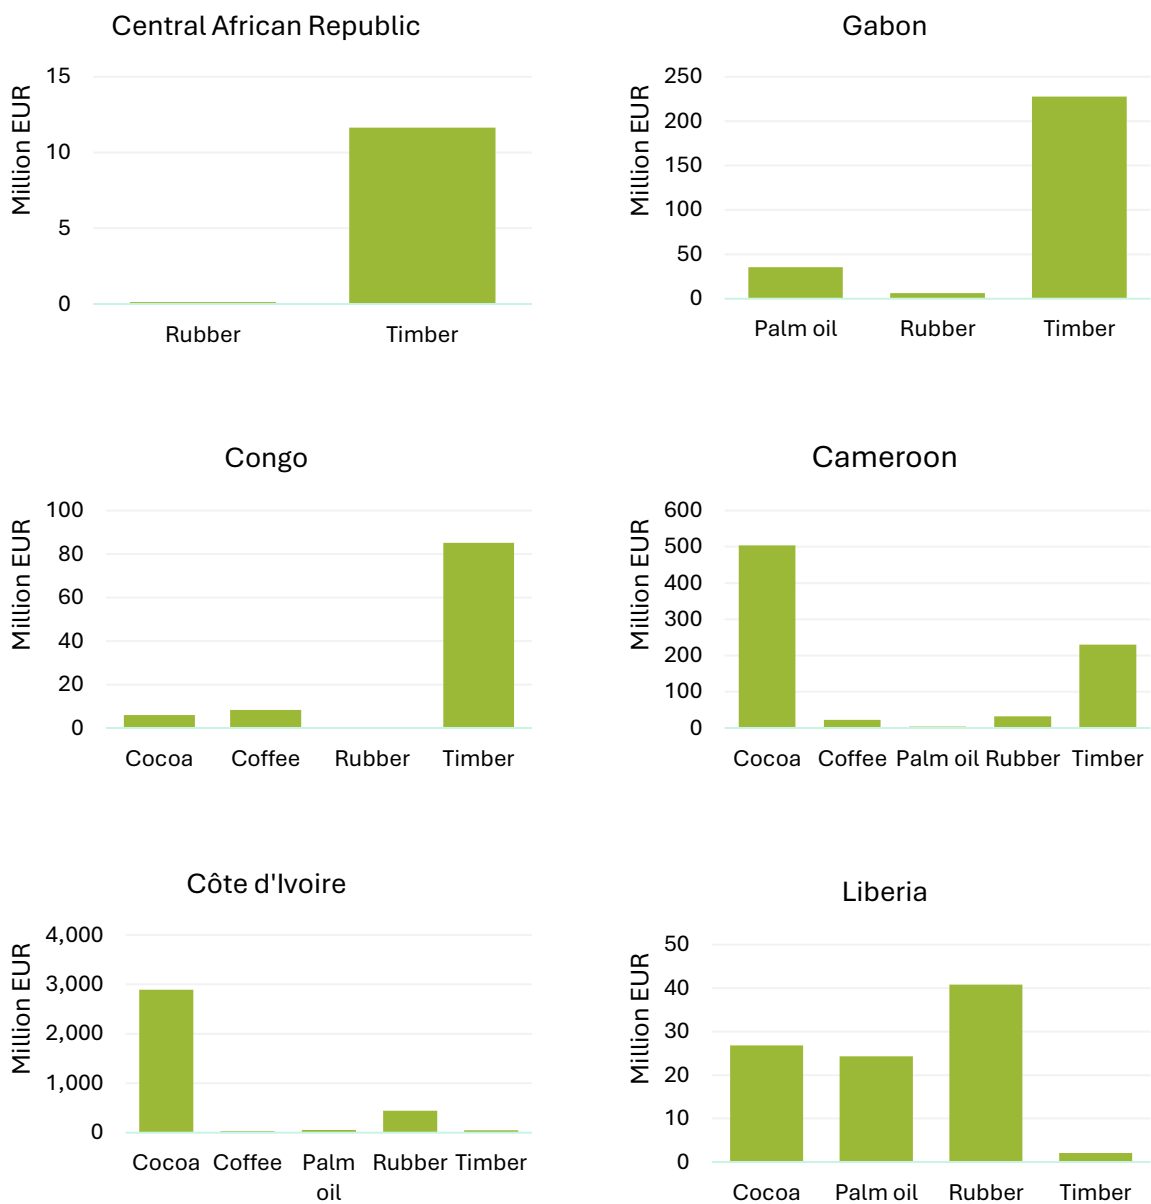 Central African Republic
Million EUR
15
10
5
0
Rubber Timber
Gabon
Million EUR
250
200
150
100
50
0
Palm oil Rubber Timber
Congo
Million EUR
100
80
60
40
20
0
Cocoa Coffee Rubber Timber
Cameroon
Million EUR
600
500
400
300
200
100
0
Cocoa Coffee Palm oil Rubber Timber
Côte d'Ivoire
Million EUR
4,000
3,000
2,000
1,000
0
Cocoa Coffee Palm Rubber Timber
oil
Liberia
Million EUR
50
40
30
20
10
0
Cocoa Palm oil Rubber Timber